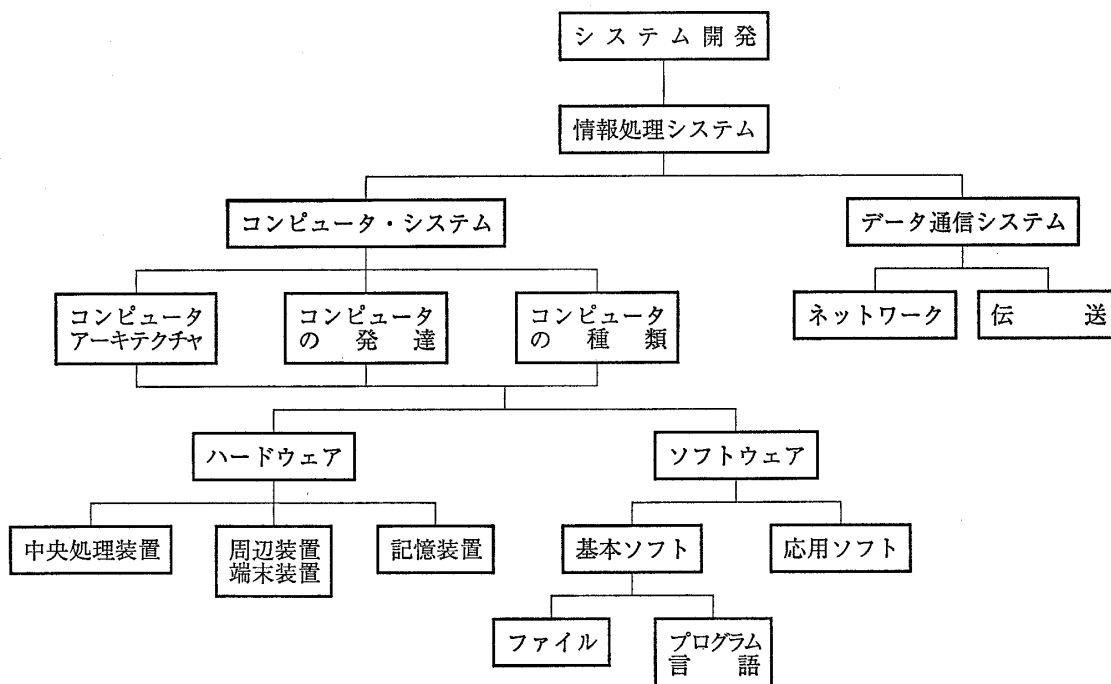 システム開発
情報処理システム
コンピュータ・システム
データ通信システム
コンピュータ
アーキテクチャ
コンピュータ
の発達
コンピュータ
の種類
ネットワーク
伝送
ハードウェア
ソフトウェア
中央処理装置
周辺装置
端末装置
記憶装置
基本ソフト
応用ソフト
ファイル
プログラム
言語